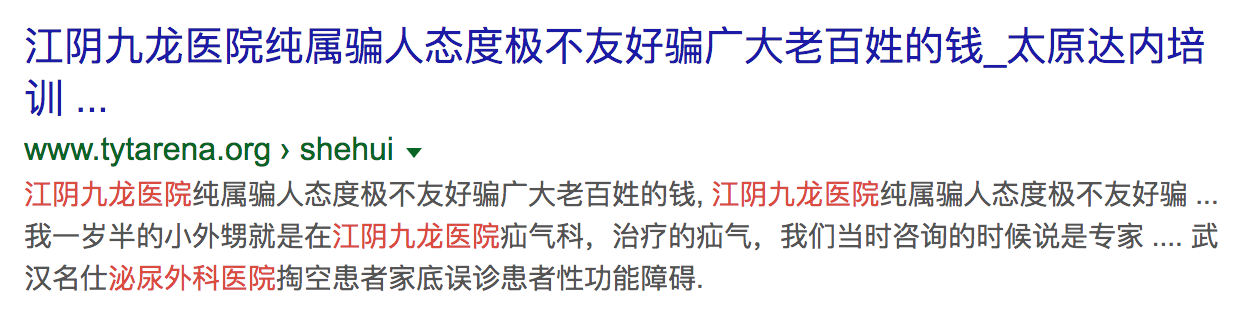 江阴九龙医院纯属骗人态度极不友好骗广大老百姓的钱_太原达内培
训 ...
www.tytarena.org › shehui
江阴九龙医院纯属骗人态度极不友好骗广大老百姓的钱, 江阴九龙医院纯属骗人态度极不友好骗 ...
我一岁半的小外甥就是在江阴九龙医院疝气科，治疗的疝气，我们当时咨询的时候说是专家 .... 武
汉名仕泌尿外科医院掏空患者家底误诊患者性功能障碍.